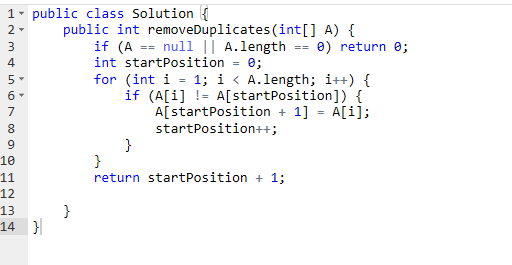 1 public class Solution {
2     public int removeDuplicates(int[] A) {
3         if (A == null || A.length == 0) return 0;
4         int startPosition = 0;
5         for (int i = 1; i < A.length; i++) {
6             if (A[i] != A[startPosition]) {
7                 A[startPosition + 1] = A[i];
8                 startPosition++;
9             }
10         }
11         return startPosition + 1;
12
13     }
14 }